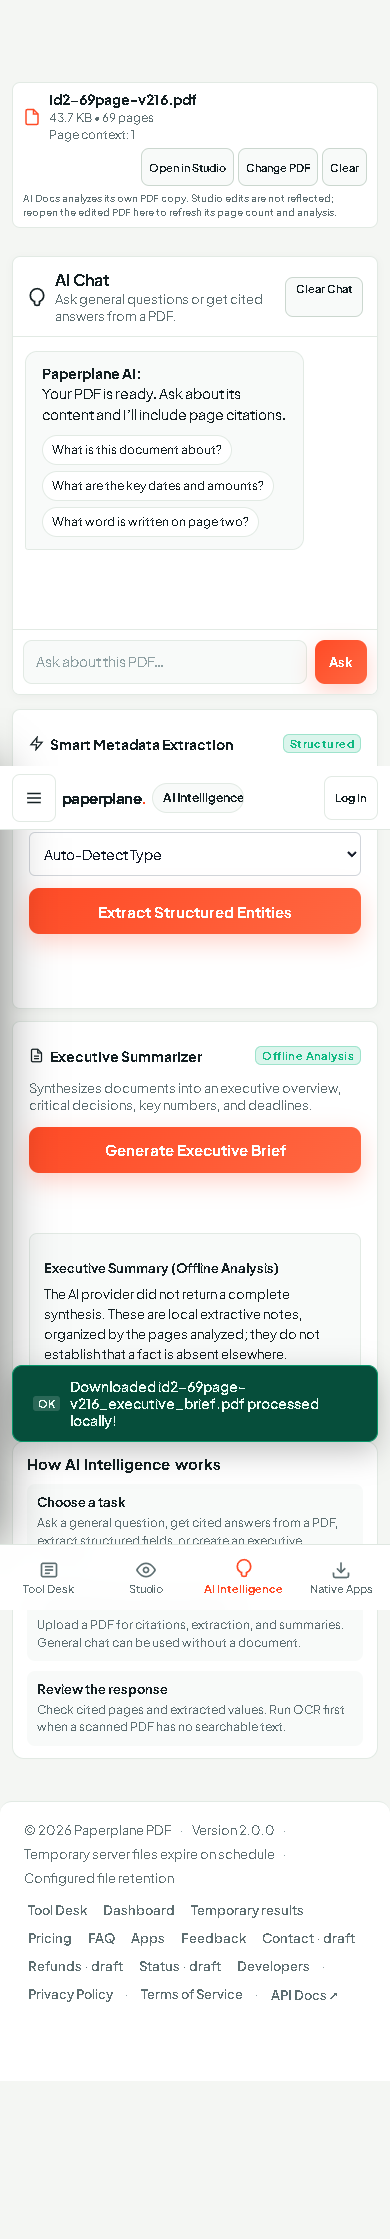 id2-69page-v216.pdf
43.7 KB • 69 pages
Page context: 1
Open in Studio
Change PDF
Clear
AI Docs analyzes its own PDF copy. Studio edits are not reflected;
reopen the edited PDF here to refresh its page count and analysis.
AI Chat
Ask general questions or get cited
answers from a PDF.
Clear Chat
Paperplane AI:
Your PDF is ready. Ask about its
content and I'll include page citations.
What is this document about?
What are the key dates and amounts?
What word is written on page two?
Ask about this PDF...
Ask
Smart Metadata Extraction
Structured
paperplane.
AI Intelligence
Log in
Auto-Detect Type
Extract Structured Entities
Executive Summarizer
Offline Analysis
Synthesizes documents into an executive overview,
critical decisions, key numbers, and deadlines.
Generate Executive Brief
Executive Summary (Offline Analysis)
The AI provider did not return a complete
synthesis. These are local extractive notes,
organized by the pages analyzed; they do not
establish that a fact is absent elsewhere.
OK
Downloaded id2-69page-
v216_executive_brief.pdf processed
locally!
How AI Intelligence works
Choose a task
Ask a general question, get cited answers from a PDF,
extract structured fields, or create an executive
Tool Desk
Studio
AI Intelligence
Native Apps
Upload a PDF for citations, extraction, and summaries.
General chat can be used without a document.
Review the response
Check cited pages and extracted values. Run OCR first
when a scanned PDF has no searchable text.
© 2026 Paperplane PDF · Version 2.0.0 ·
Temporary server files expire on schedule ·
Configured file retention
Tool Desk Dashboard Temporary results
Pricing FAQ Apps Feedback Contact · draft
Refunds · draft Status · draft Developers ·
Privacy Policy · Terms of Service · API Docs ↗